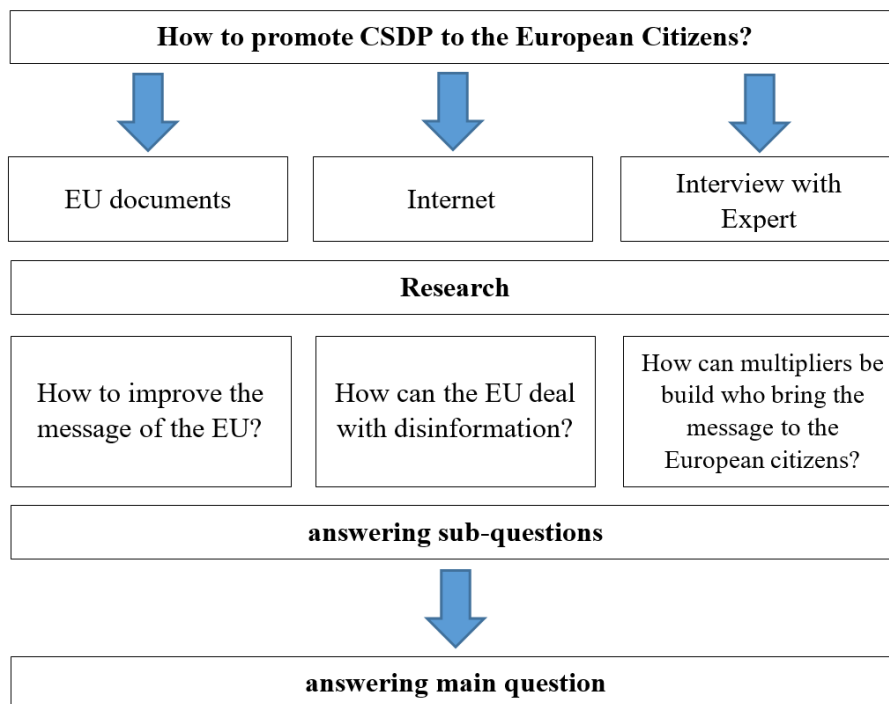 How to promote CSDP to the European Citizens?
EU documents
Internet
Interview with
Expert
Research
How to improve the
message of the EU?
How can the EU deal
with disinformation?
How can multipliers be
build who bring the
message to the
European citizens?
answering sub-questions
answering main question